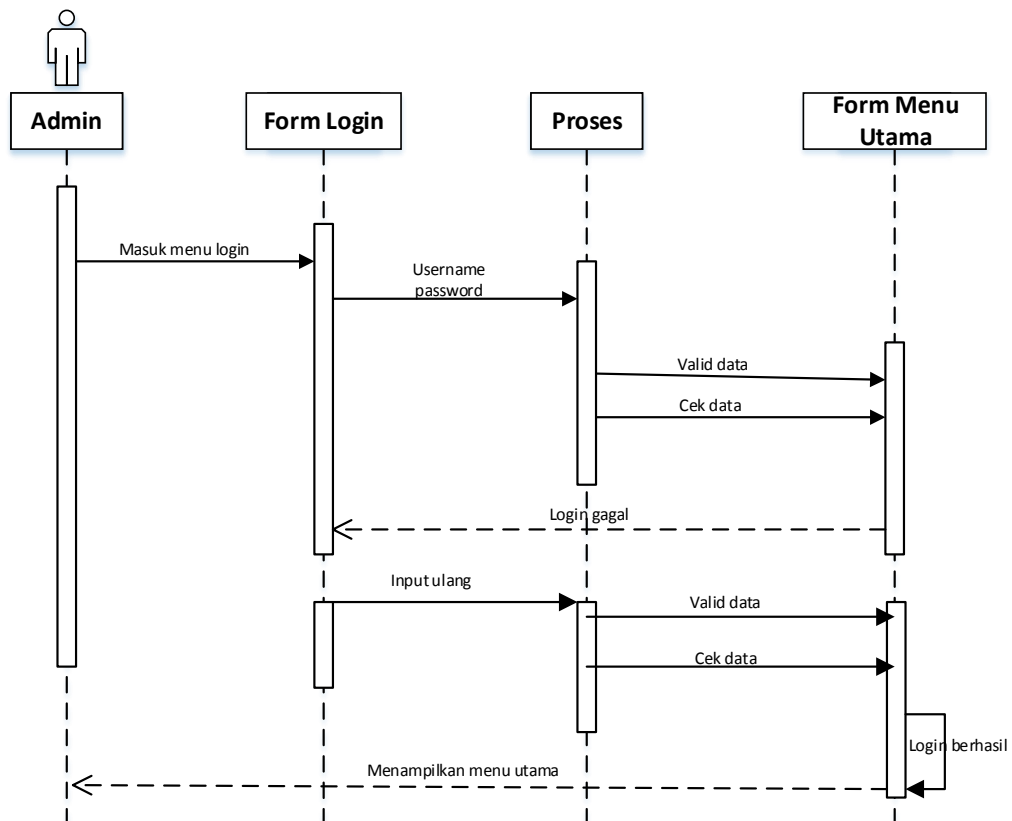 Admin
Form Login
Proses
Form Menu
Utama
Masuk menu login
Username
password
Valid data
Cek data
Login gagal
Input ulang
Valid data
Cek data
Login berhasil
Menampilkan menu utama